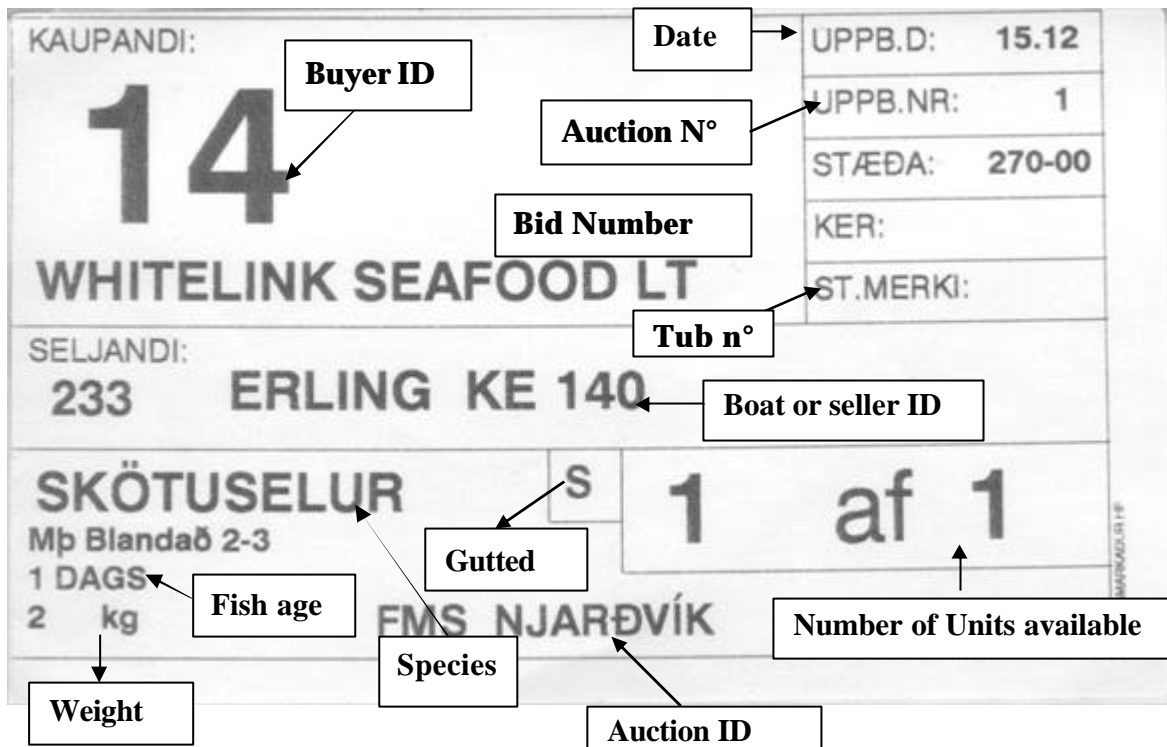 KAUPANDI:
14
Buyer ID
Date
UPPB.D: 15.12
Auction N°
UPPB.NR: 1
STÆÐA: 270-00
Bid Number
KER:
WHITELINK SEAFOOD LT
ST.MERKI:
Tub n°
SELJANDI:
233 ERLING KE 140
Boat or seller ID
SKÖTUSELUR
S
1 af 1
Mþ Blandað 2-3
Gutted
1 DAGS
Fish age
2 kg
FMS NJARÐVÍK
Number of Units available
Species
Weight
Auction ID
MARKAÐUR HF